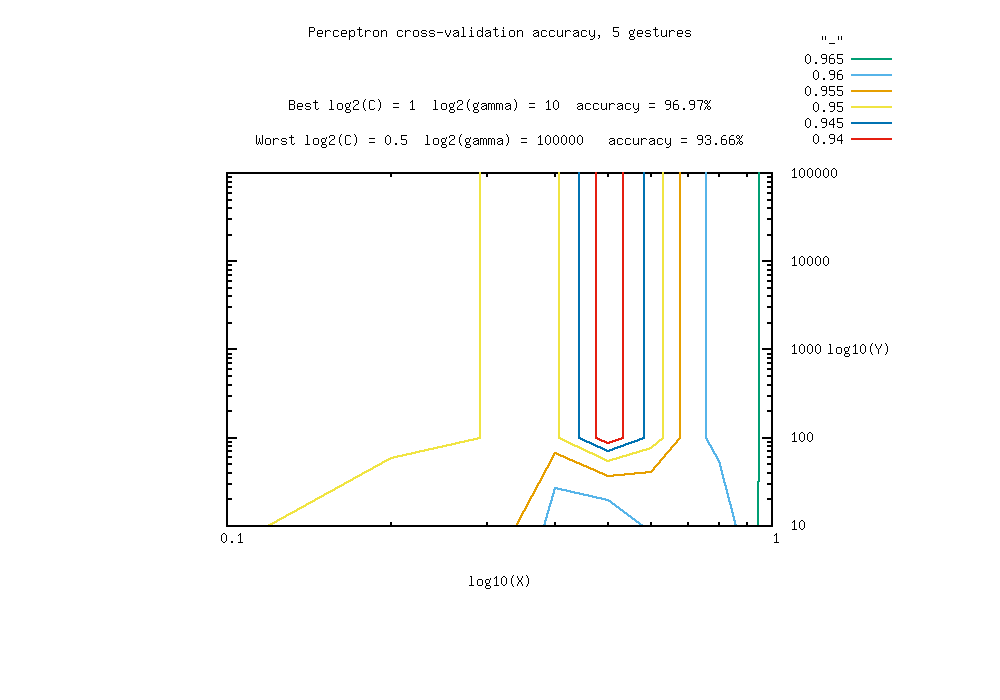 Perceptron cross-validation accuracy, 5 gestures
"_"
0.965
0.96
0.955
0.95
0.945
0.94
Best log2(C) = 1  log2(gamma) = 10  accuracy = 96.97%
Worst log2(C) = 0.5  log2(gamma) = 100000   accuracy = 93.66%
100000
10000
1000 log10(Y)
100
10
0.1 1
log10(X)